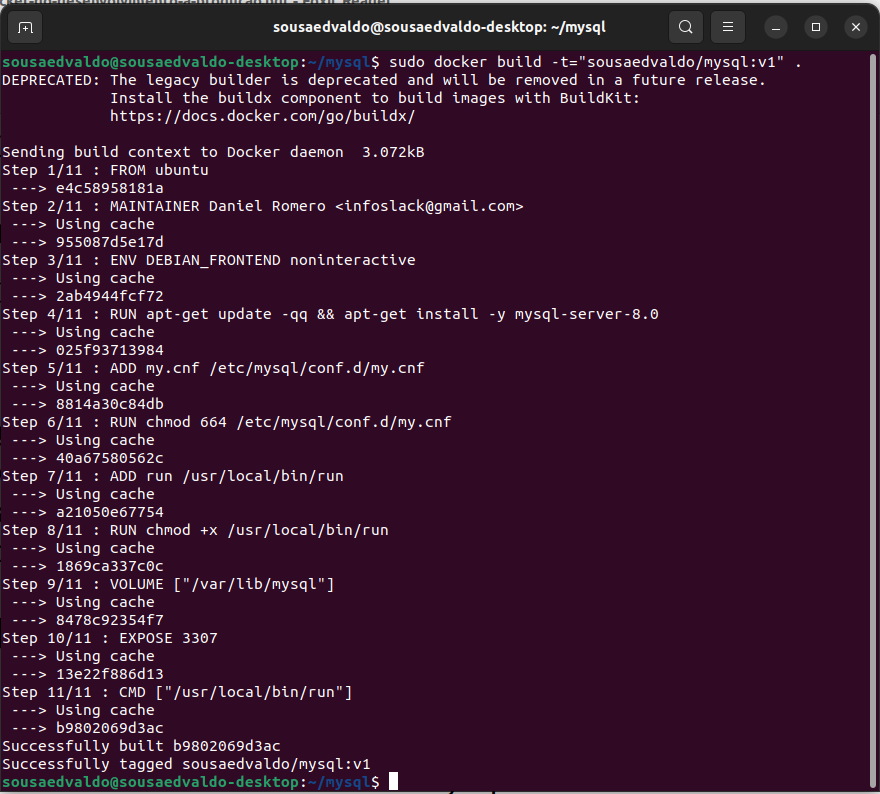 sousaedvaldo@sousaedvaldo-desktop: ~/mysql
sousaedvaldo@sousaedvaldo-desktop:~/mysql$ sudo docker build -t="sousaedvaldo/mysql:v1" .
DEPRECATED: The legacy builder is deprecated and will be removed in a future release.
            Install the buildx component to build images with BuildKit:
            https://docs.docker.com/go/buildx/

Sending build context to Docker daemon  3.072kB
Step 1/11 : FROM ubuntu
 ---> e4c58958181a
Step 2/11 : MAINTAINER Daniel Romero <infoslack@gmail.com>
 ---> Using cache
 ---> 955087d5e17d
Step 3/11 : ENV DEBIAN_FRONTEND noninteractive
 ---> Using cache
 ---> 2ab4944fcf72
Step 4/11 : RUN apt-get update -qq && apt-get install -y mysql-server-8.0
 ---> Using cache
 ---> 025f93713984
Step 5/11 : ADD my.cnf /etc/mysql/conf.d/my.cnf
 ---> Using cache
 ---> 8814a30c84db
Step 6/11 : RUN chmod 664 /etc/mysql/conf.d/my.cnf
 ---> Using cache
 ---> 40a67580562c
Step 7/11 : ADD run /usr/local/bin/run
 ---> Using cache
 ---> a21050e67754
Step 8/11 : RUN chmod +x /usr/local/bin/run
 ---> Using cache
 ---> 1869ca337c0c
Step 9/11 : VOLUME ["/var/lib/mysql"]
 ---> Using cache
 ---> 8478c92354f7
Step 10/11 : EXPOSE 3307
 ---> Using cache
 ---> 13e22f886d13
Step 11/11 : CMD ["/usr/local/bin/run"]
 ---> Using cache
 ---> b9802069d3ac
Successfully built b9802069d3ac
Successfully tagged sousaedvaldo/mysql:v1
sousaedvaldo@sousaedvaldo-desktop:~/mysql$